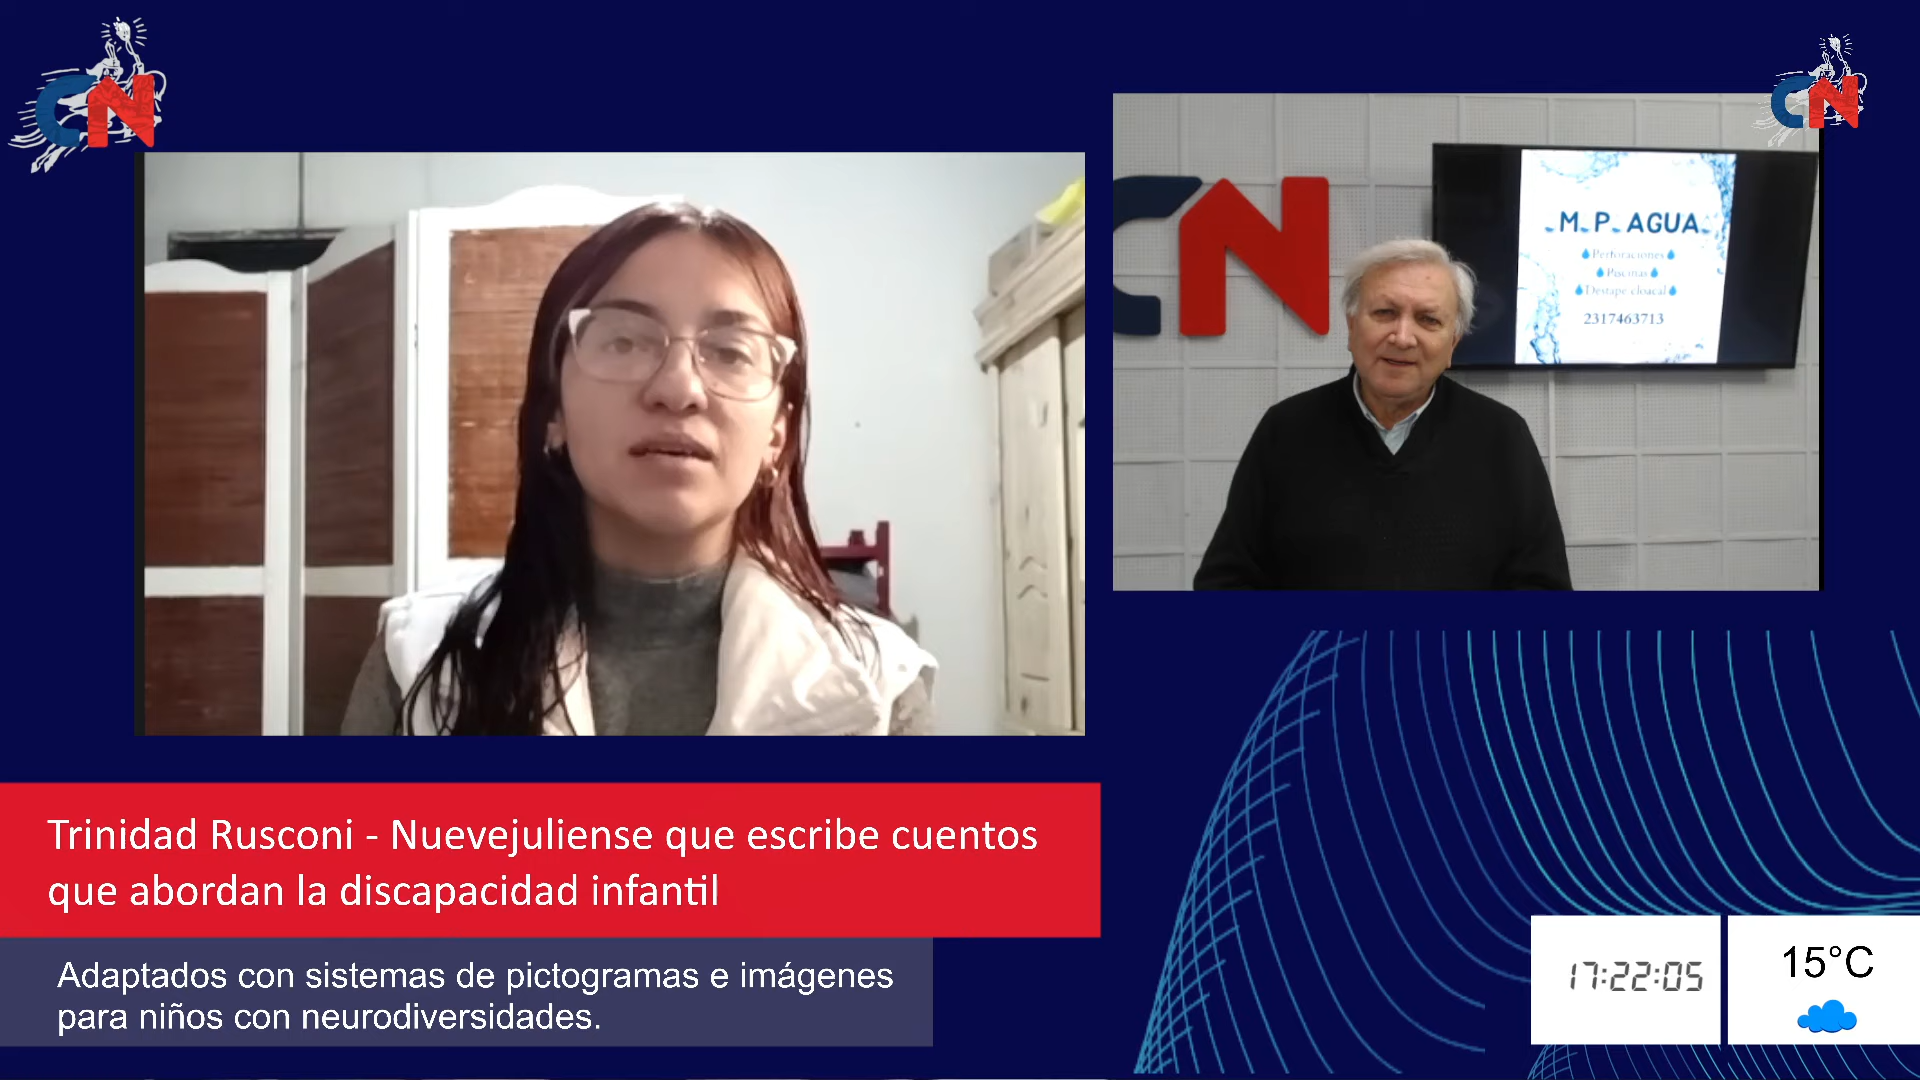 CN
CN
CN
M. P. AGUA
Perforaciones
Piscinas
Destape cloacal
2317463713
Trinidad Rusconi - Nuevejuliense que escribe cuentos
que abordan la discapacidad infantil
Adaptados con sistemas de pictogramas e imágenes
para niños con neurodiversidades.
17:22:05
15°C